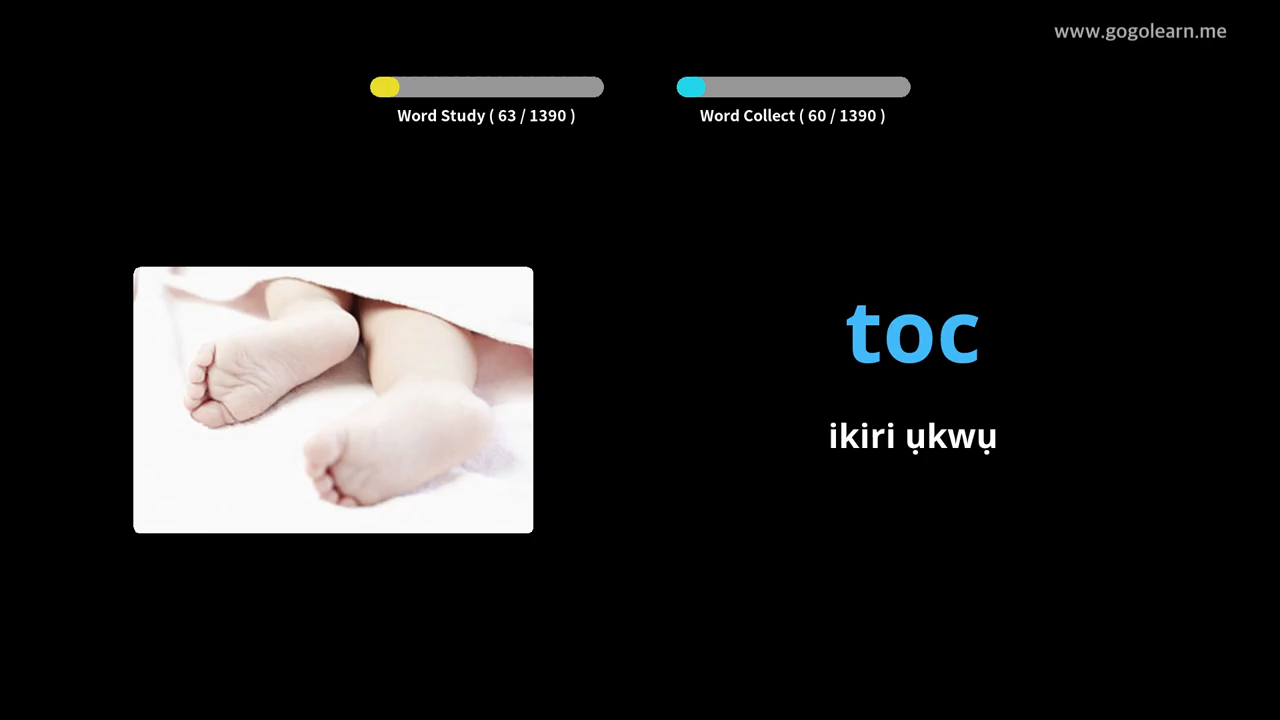 www.gogolearn.me
Word Study ( 63 / 1390 )
Word Collect ( 60 / 1390 )
toc
ikiri ụkwụ